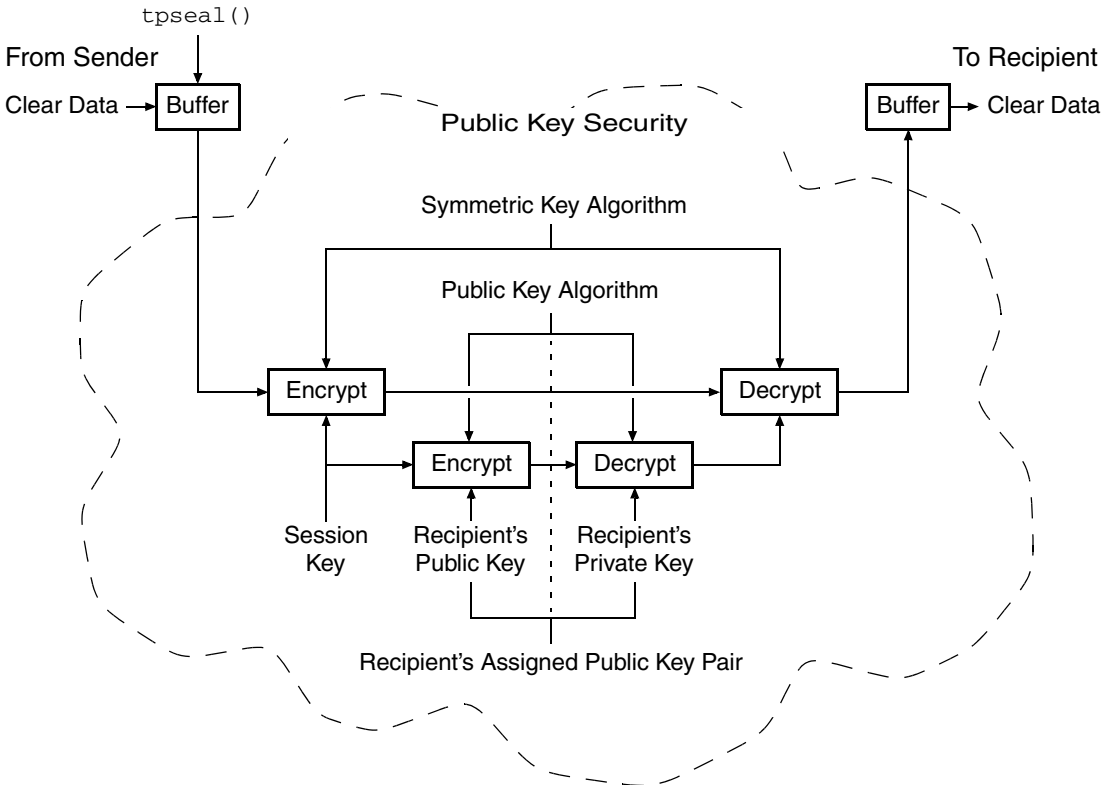 tpseal()
From Sender
To Recipient
Clear Data
Buffer
Buffer
Clear Data
Public Key Security
Symmetric Key Algorithm
Public Key Algorithm
Encrypt
Decrypt
Encrypt
Decrypt
Session
Key
Recipient's
Public Key
Recipient's
Private Key
Recipient's Assigned Public Key Pair